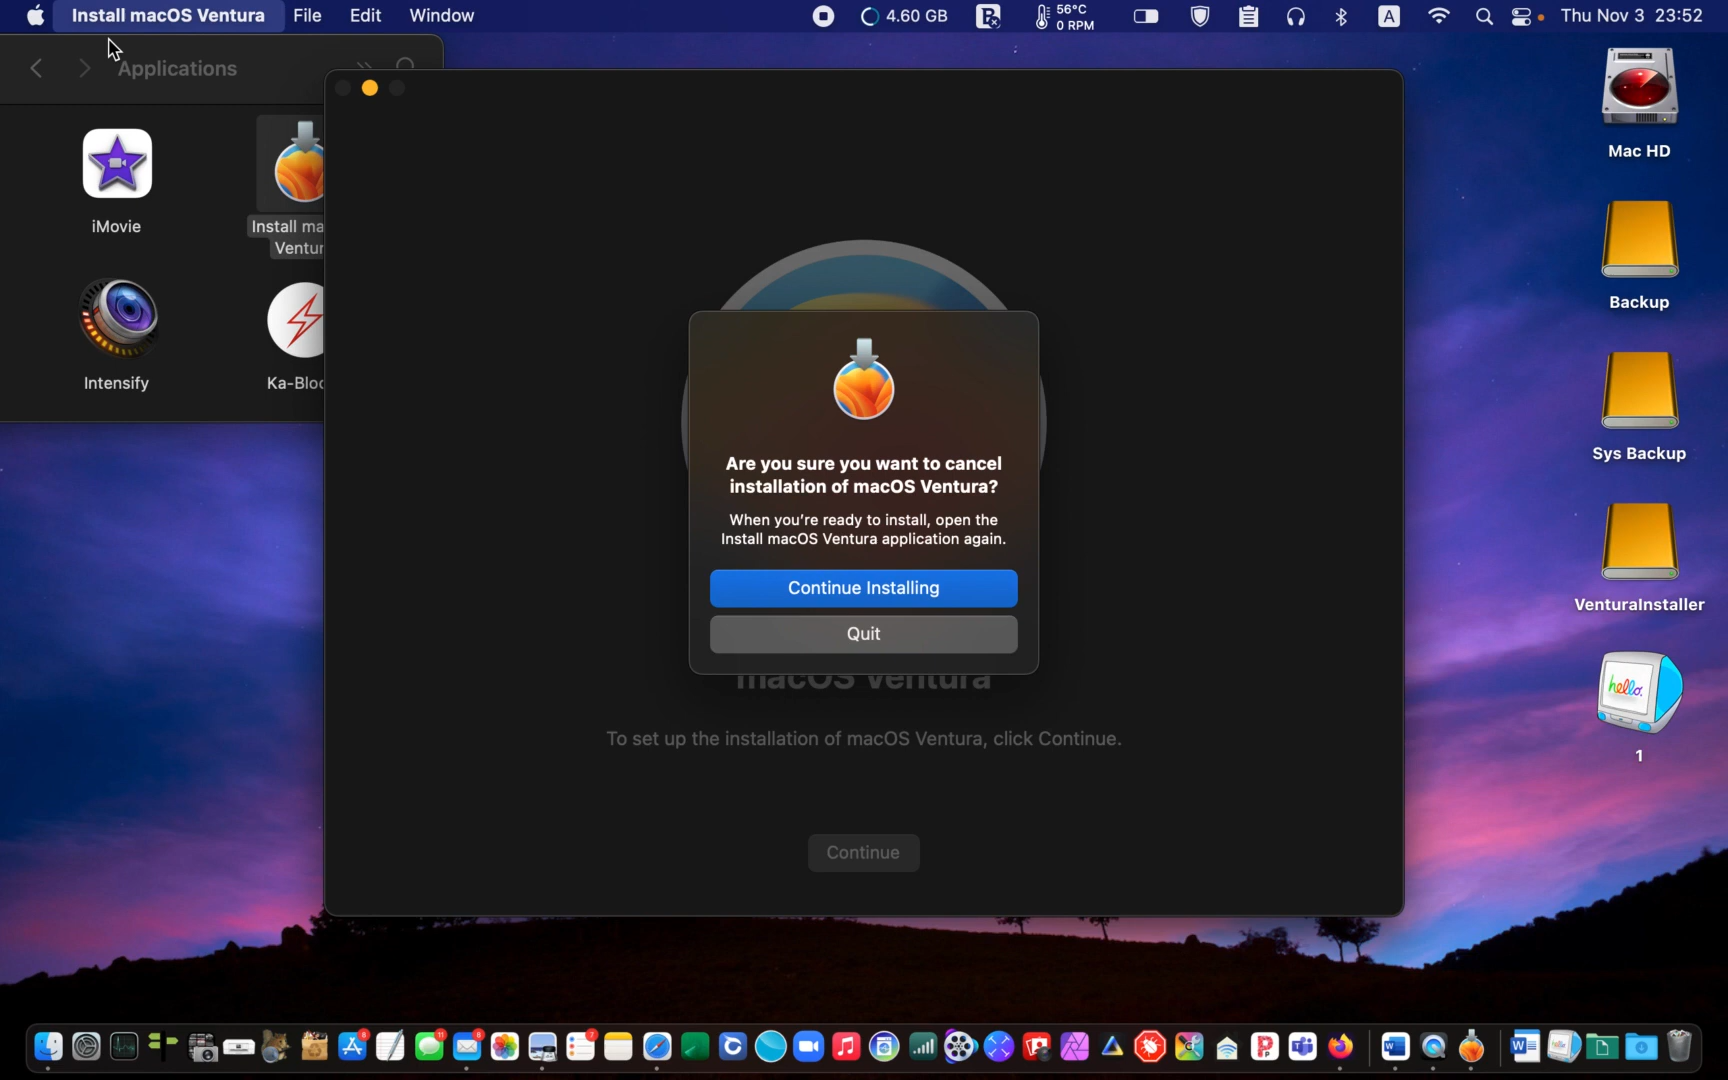 Install macOS Ventura File Edit Window
4.60 GB
56°C
0 RPM
A
Thu Nov 3 23:52
Applications
iMovie
Install ma
Ventur
Intensify
Ka-Bloc
Are you sure you want to cancel
installation of macOS Ventura?
When you're ready to install, open the
Install macOS Ventura application again.
Continue Installing
Quit
macOS Ventura
To set up the installation of macOS Ventura, click Continue.
Continue
Mac HD
Backup
Sys Backup
VenturaInstaller
hello.
1